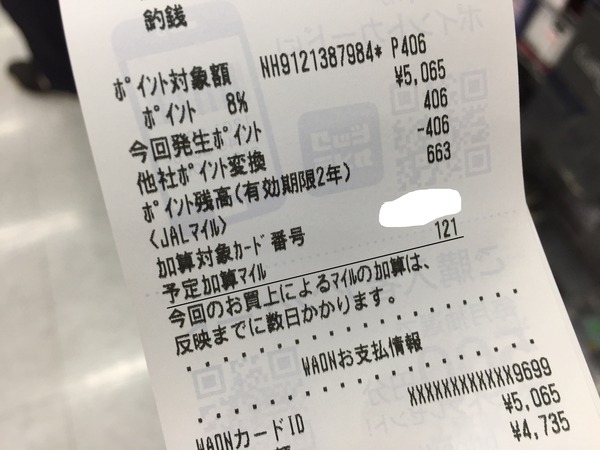 釣銭
NH9121387984* P406
ポイント対象額 ¥5,065
ポイント 8% 406
今回発生ポイント -406
他社ポイント変換 663
ポイント残高(有効期限2年)
<JALマイル>
加算対象カード番号
予定加算マイル 121
今回のお買上によるマイルの加算は、
反映までに数日かかります。
WAONお支払情報
XXXXXXXXXXXX9699
WAONカードID ¥5,065
¥4,735